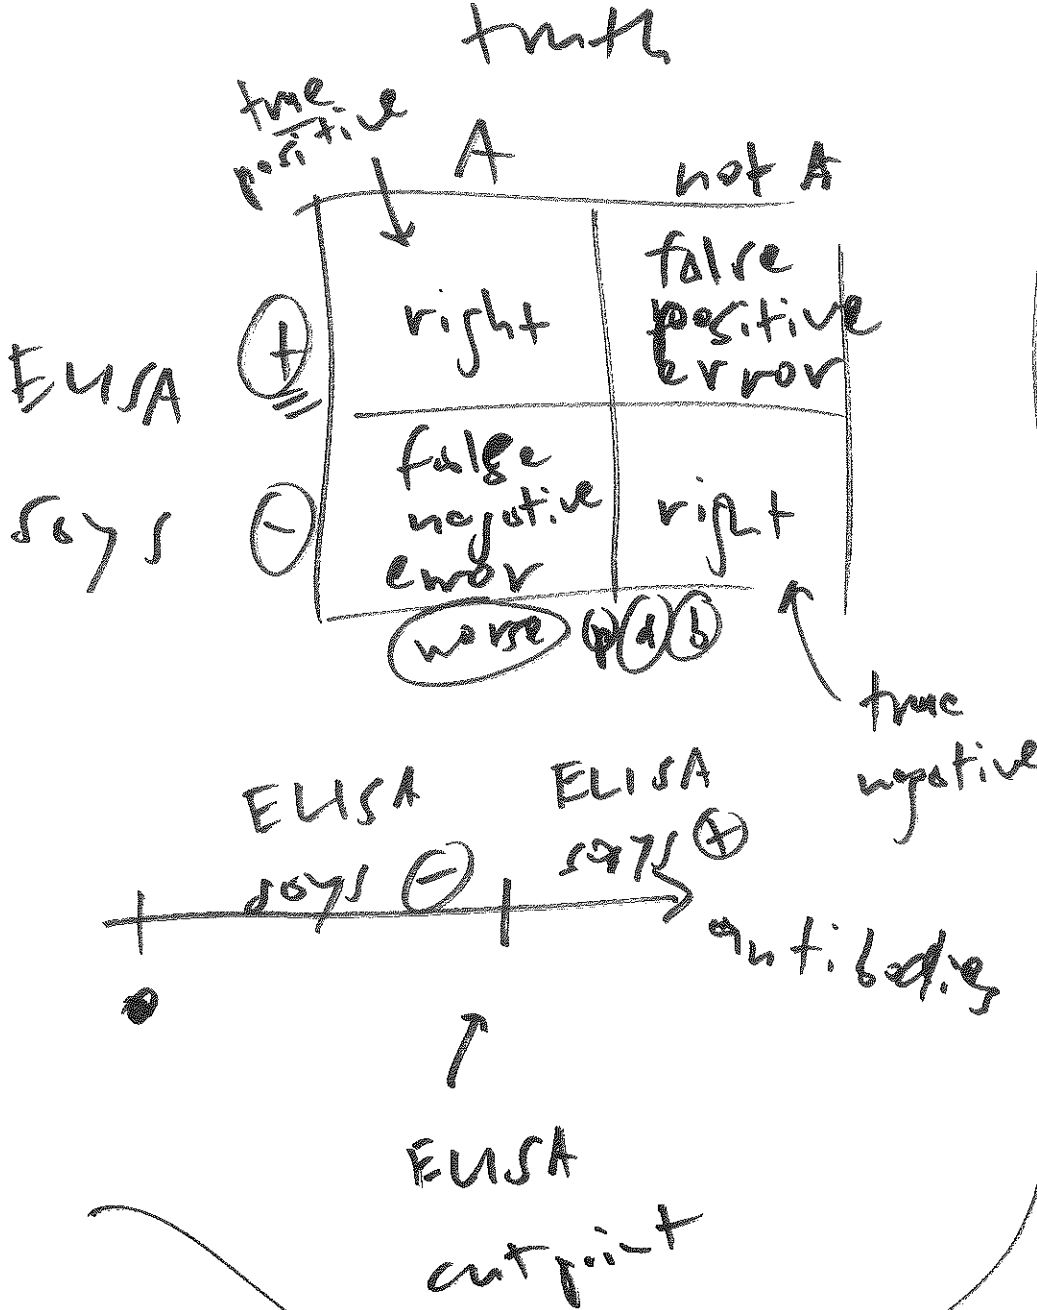 truth
true
positive
A
not A
ELISA
says
+
right
false
positive
error
-
false
negative
error
right
worse p d b
true
negative
ELISA
says -
ELISA
says +
antibodies
0
ELISA
cutpoint